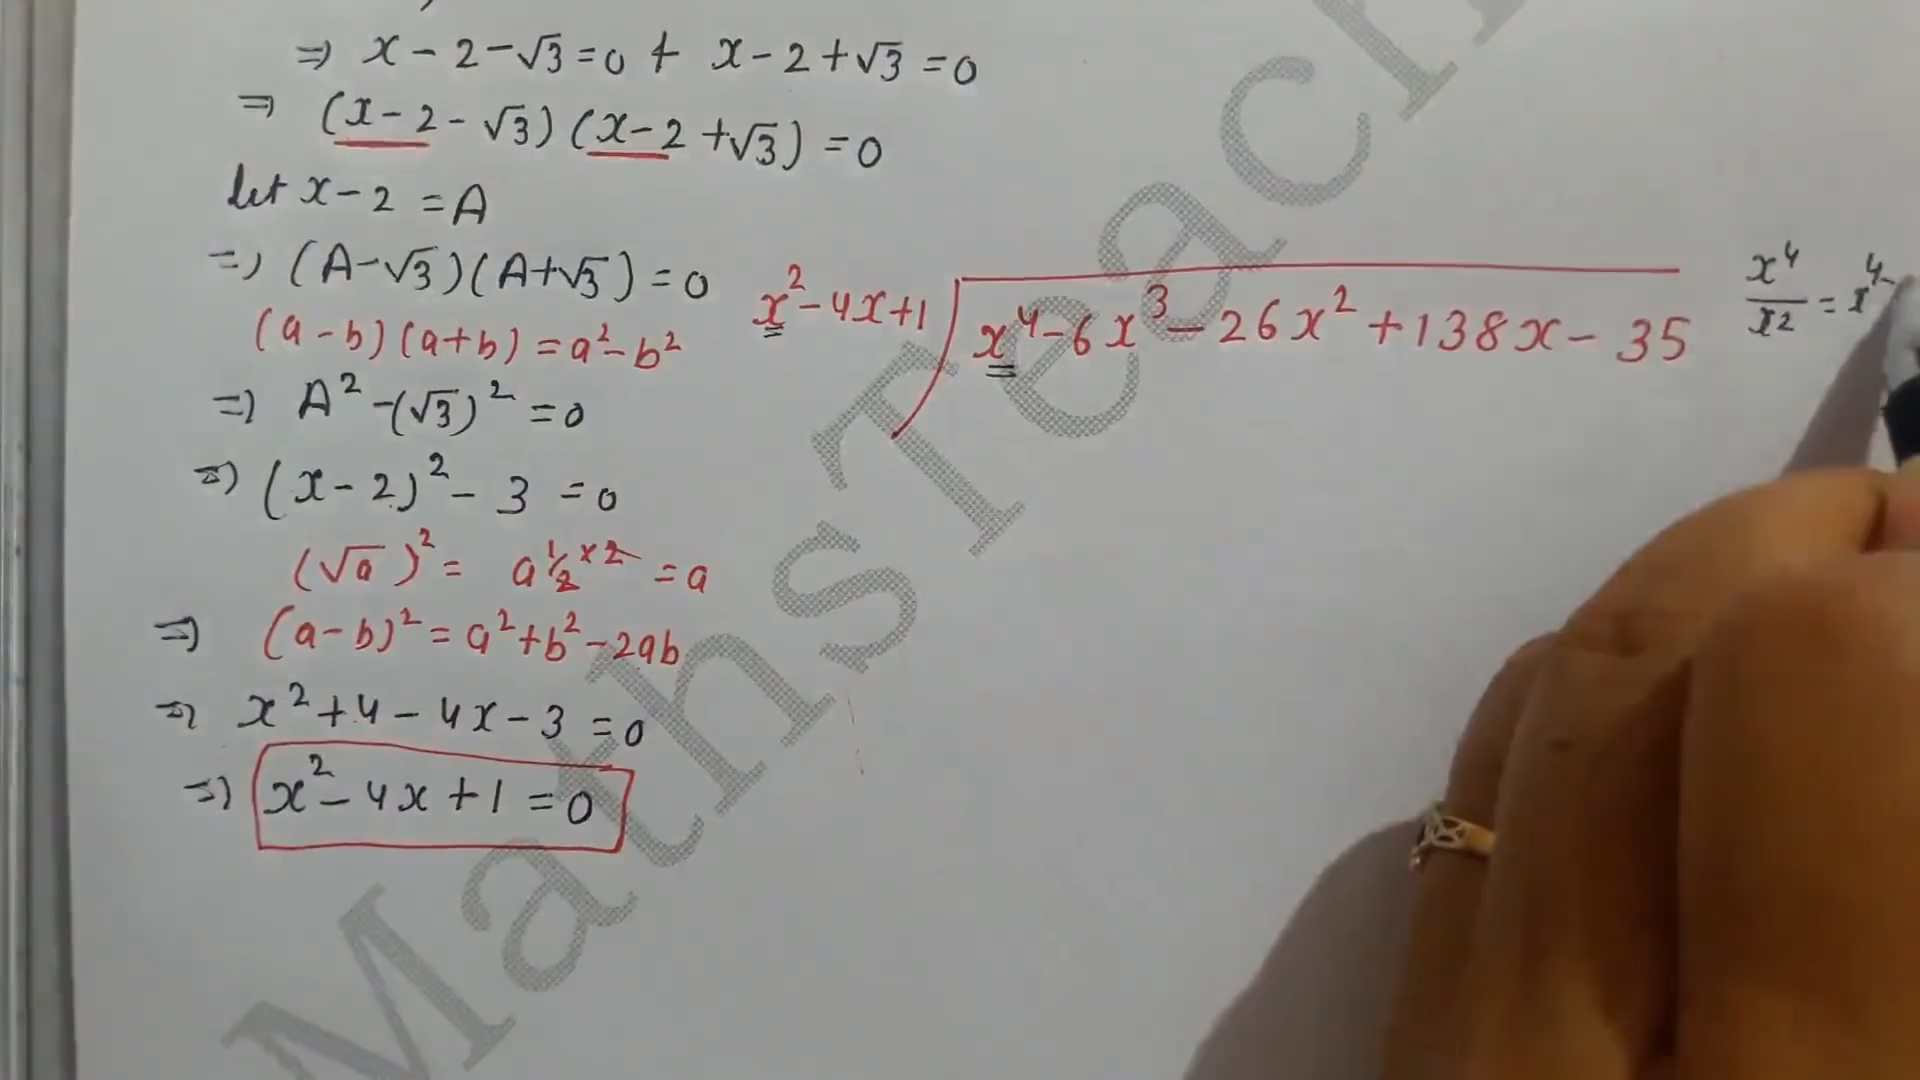 ⇒ x - 2 - √3 = 0 + x - 2 + √3 = 0
⇒ (x - 2 - √3) (x - 2 + √3) = 0
let x - 2 = A
⇒ (A - √3) (A + √3) = 0
(a - b) (a + b) = a² - b²
⇒ A² - (√3)² = 0
⇒ (x - 2)² - 3 = 0
(√a)² = a^½×2 = a
⇒ (a - b)² = a² + b² - 2ab
⇒ x² + 4 - 4x - 3 = 0
⇒ x² - 4x + 1 = 0
x² - 4x + 1
x⁴ - 6x³ - 26x² + 138x - 35
x⁴/x² = x⁴⁻
MathsTeach